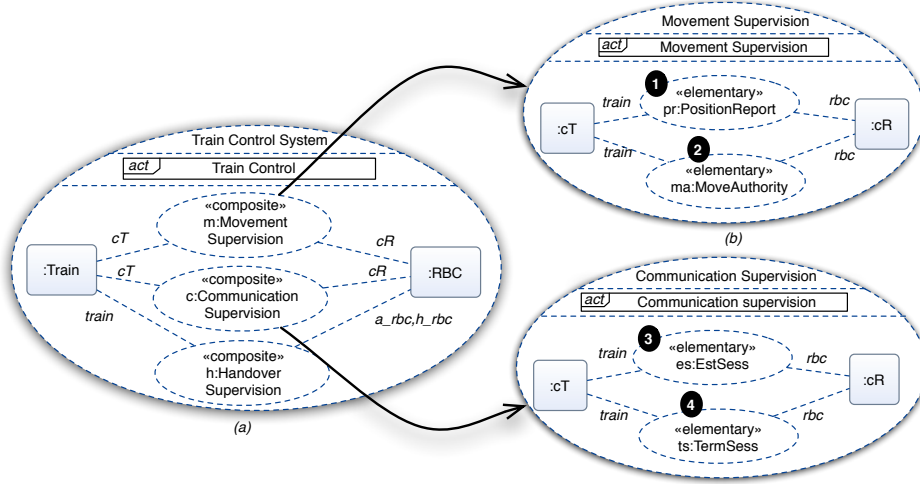 Train Control System
act
Train Control
«composite»
m:Movement
Supervision
cT
cR
:Train
cT
«composite»
c:Communication
Supervision
cR
:RBC
train
a_rbc,h_rbc
«composite»
h:Handover
Supervision
(a)
Movement Supervision
act
Movement Supervision
1
«elementary»
pr:PositionReport
train
rbc
:cT
:cR
train
rbc
2
«elementary»
ma:MoveAuthority
(b)
Communication Supervision
act
Communication supervision
3
«elementary»
es:EstSess
train
rbc
:cT
:cR
train
rbc
4
«elementary»
ts:TermSess